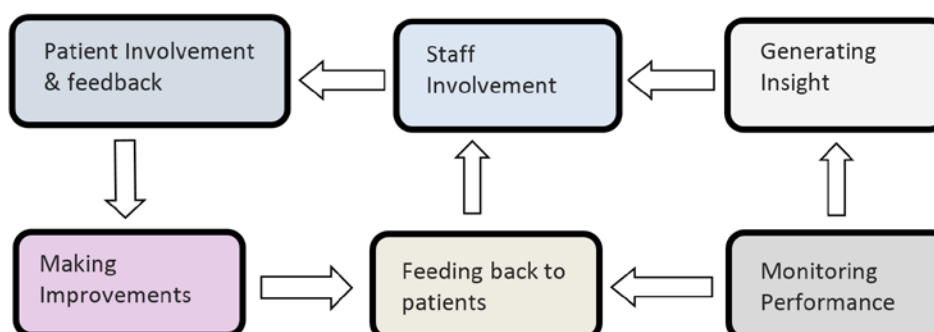 Patient Involvement
& feedback
Staff
Involvement
Generating
Insight
Making
Improvements
Feeding back to
patients
Monitoring
Performance